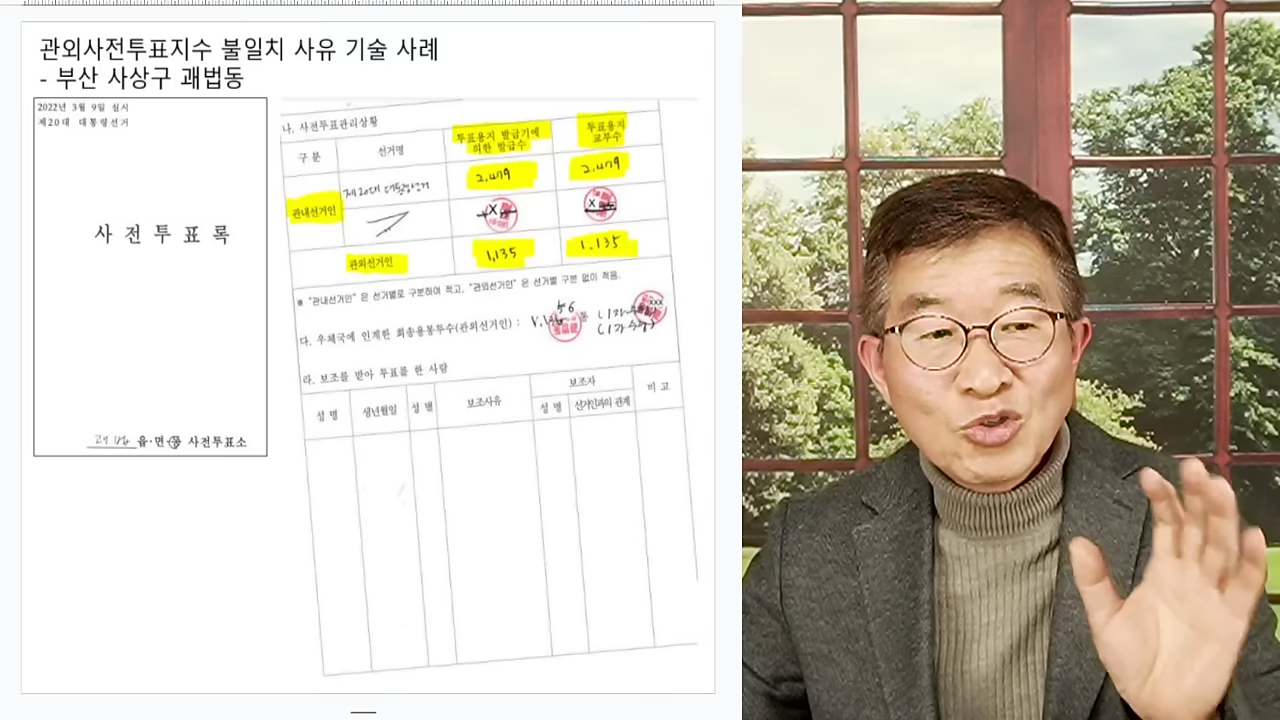 관외사전투표지수 불일치 사유 기술 사례
- 부산 사상구 괘법동
2022년 3월 9일 실시
제20대 대통령선거
사 전 투 표 록
괘법 읍·면·동 사전투표소
나. 사전투표관리상황
구 분
선거명
투표용지 발급기에
의한 발급수
투표용지
교부수
관내선거인
제20대 대통령선거
2,479
2,479
관외선거인
1,135
1,135
※ "관내선거인" 은 선거별로 구분하여 적고, "관외선거인" 은 선거별 구분 없이 적음.
다. 우체국에 인계한 회송용봉투수(관외선거인) :
라. 보조를 받아 투표를 한 사람
성 명
생년월일
성 별
보조사유
보조자
성 명
선거인과의 관계
비 고